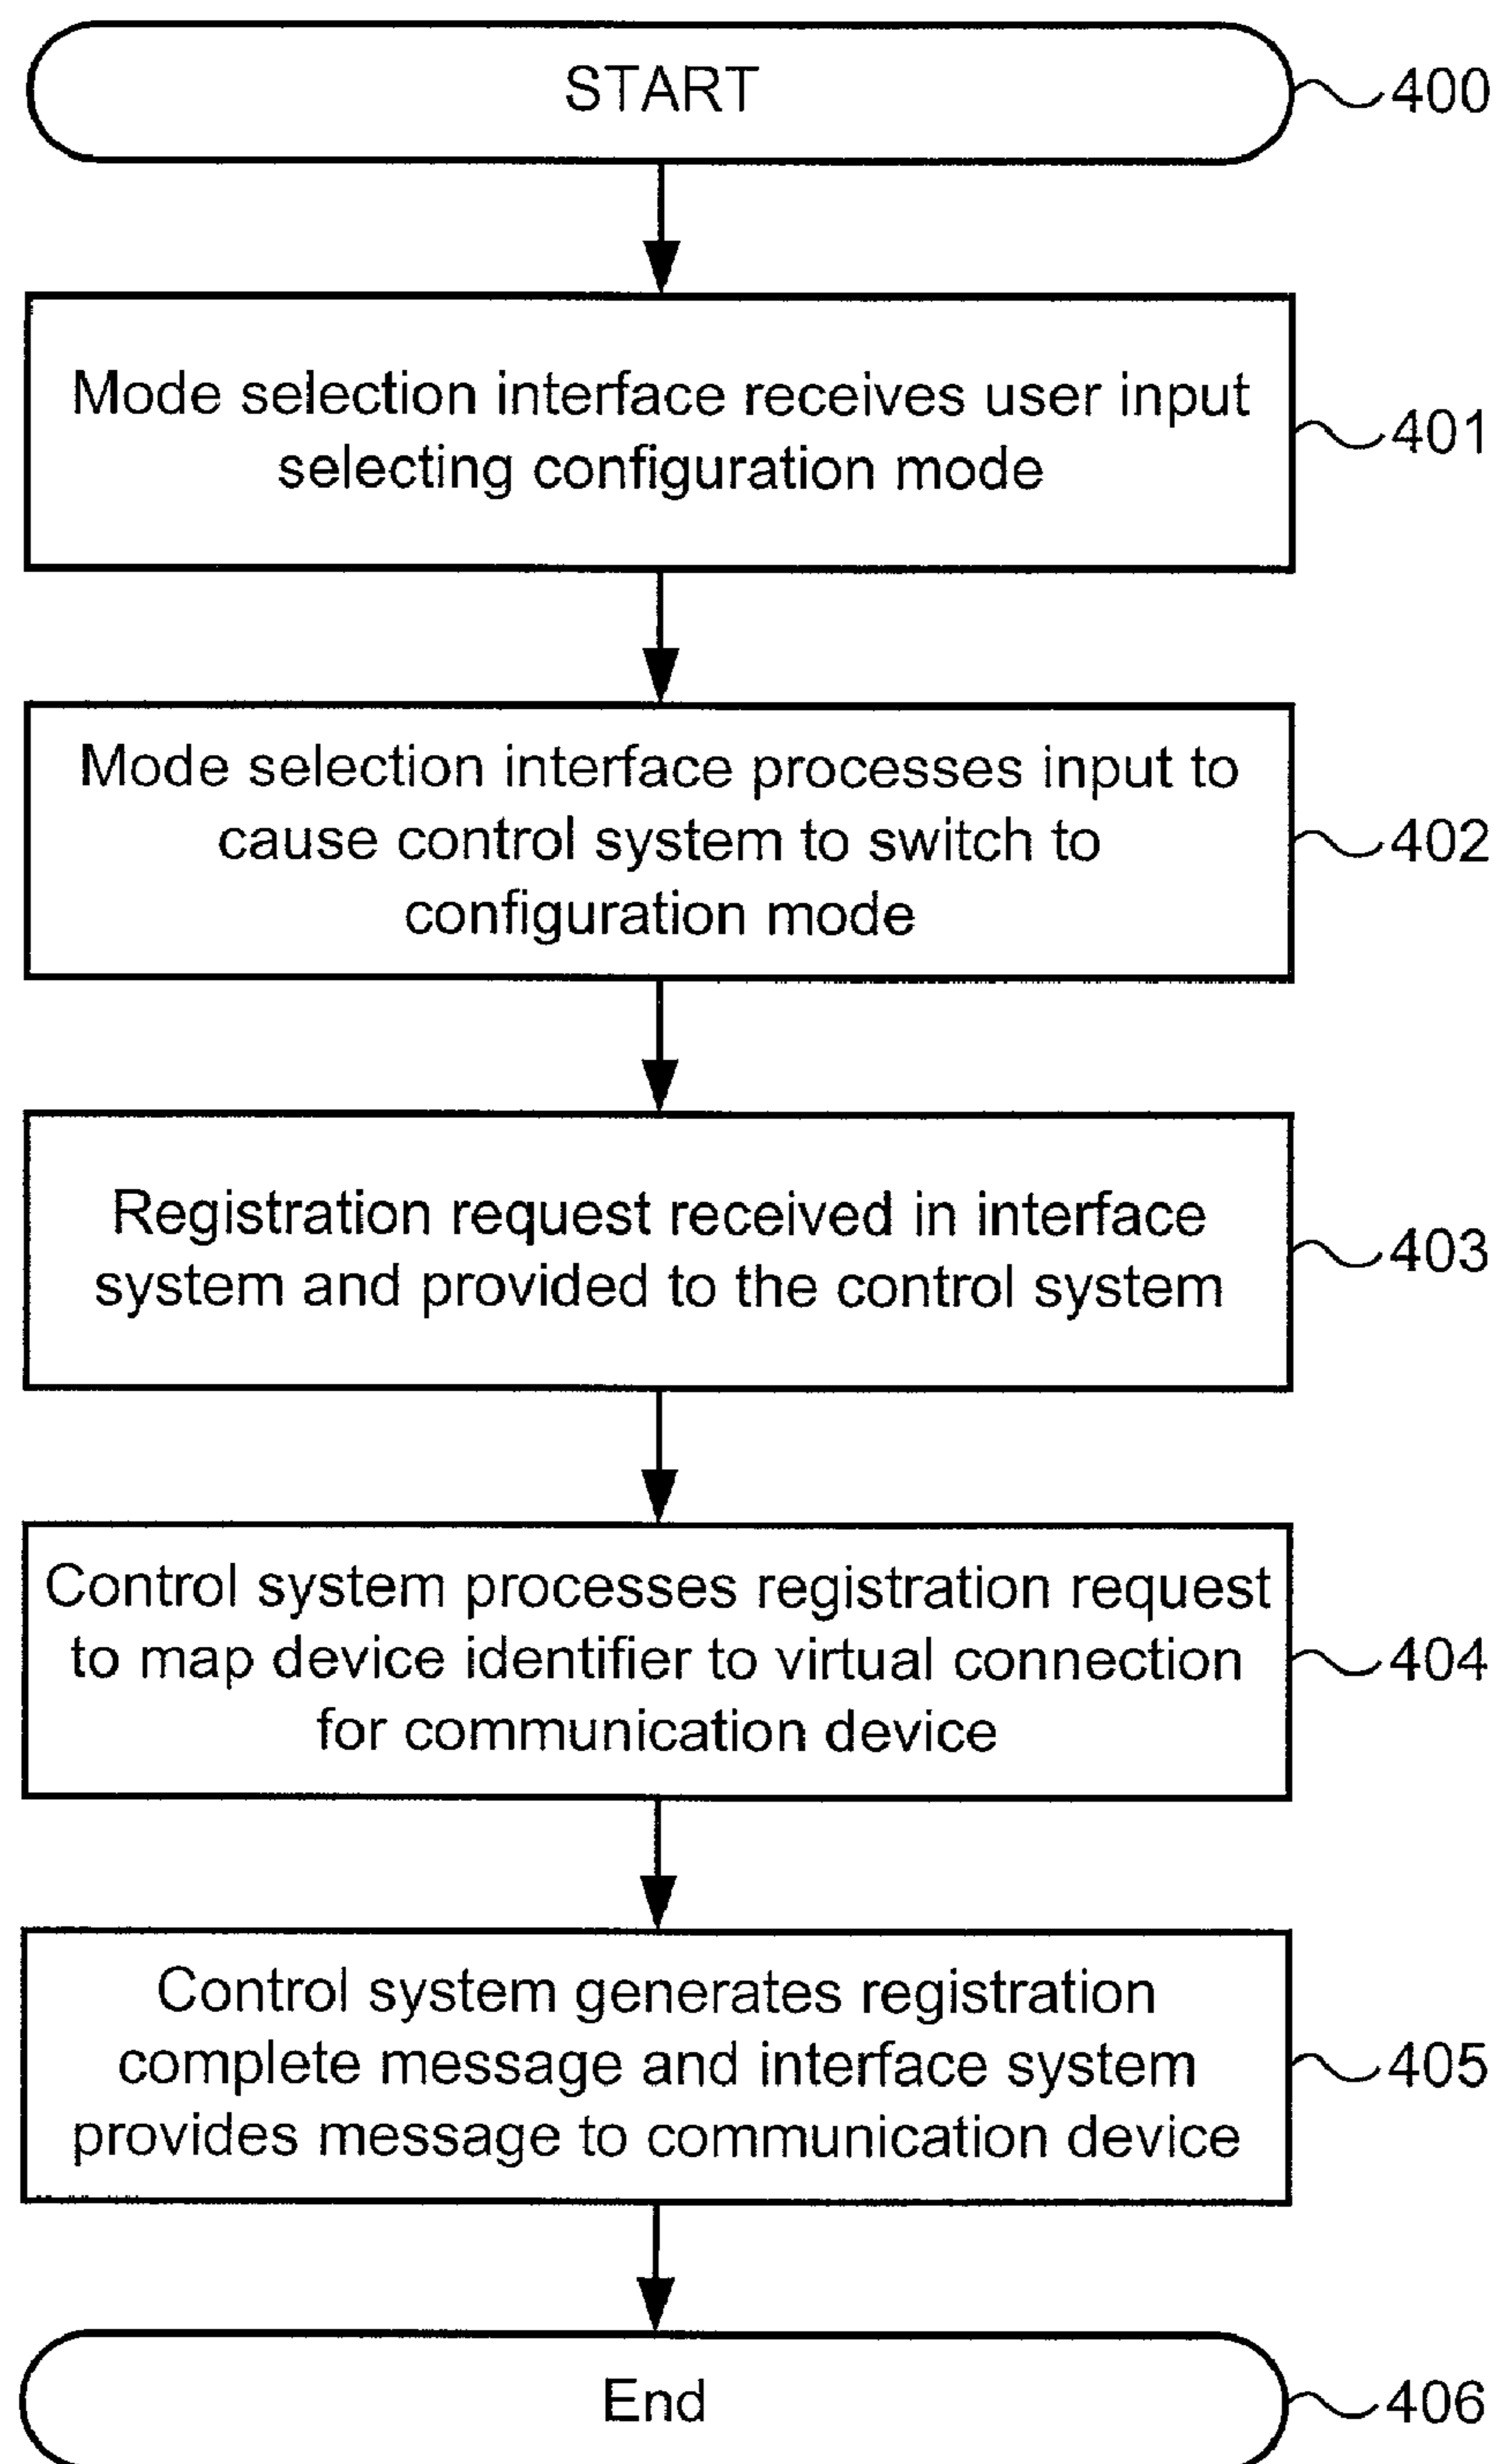 START
400
Mode selection interface receives user input
selecting configuration mode
401
Mode selection interface processes input to
cause control system to switch to
configuration mode
402
Registration request received in interface
system and provided to the control system
403
Control system processes registration request
to map device identifier to virtual connection
for communication device
404
Control system generates registration
complete message and interface system
provides message to communication device
405
End
406